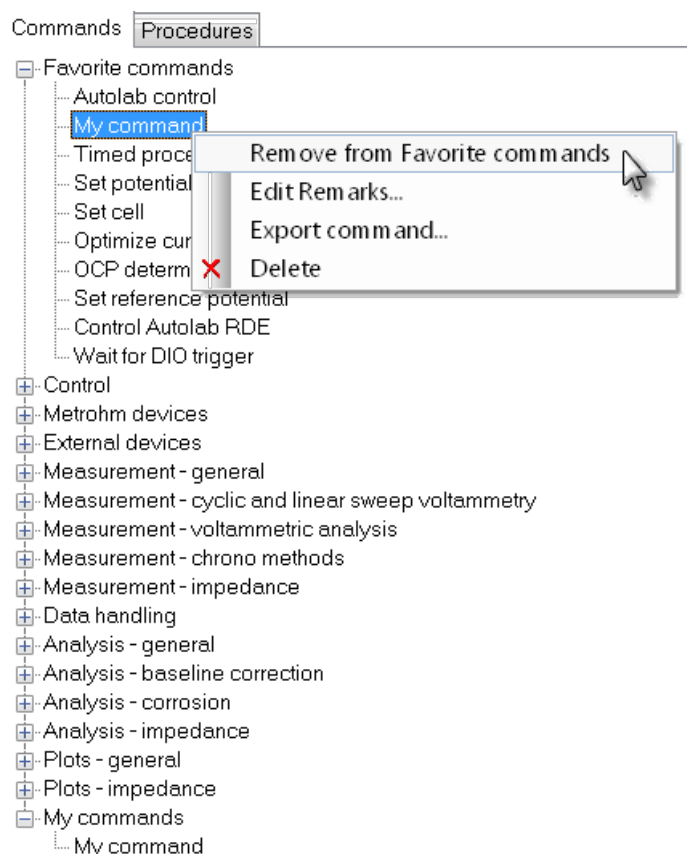 Commands Procedures
Favorite commands
Autolab control
My command
Remove from Favorite commands
Edit Remarks...
Export command...
Delete
Timed proce
Set potential
Set cell
Optimize cur
OCP determ
Set reference potential
Control Autolab RDE
Wait for DIO trigger
Control
Metrohm devices
External devices
Measurement - general
Measurement - cyclic and linear sweep voltammetry
Measurement - voltammetric analysis
Measurement - chrono methods
Measurement - impedance
Data handling
Analysis - general
Analysis - baseline correction
Analysis - corrosion
Analysis - impedance
Plots - general
Plots - impedance
My commands
My command